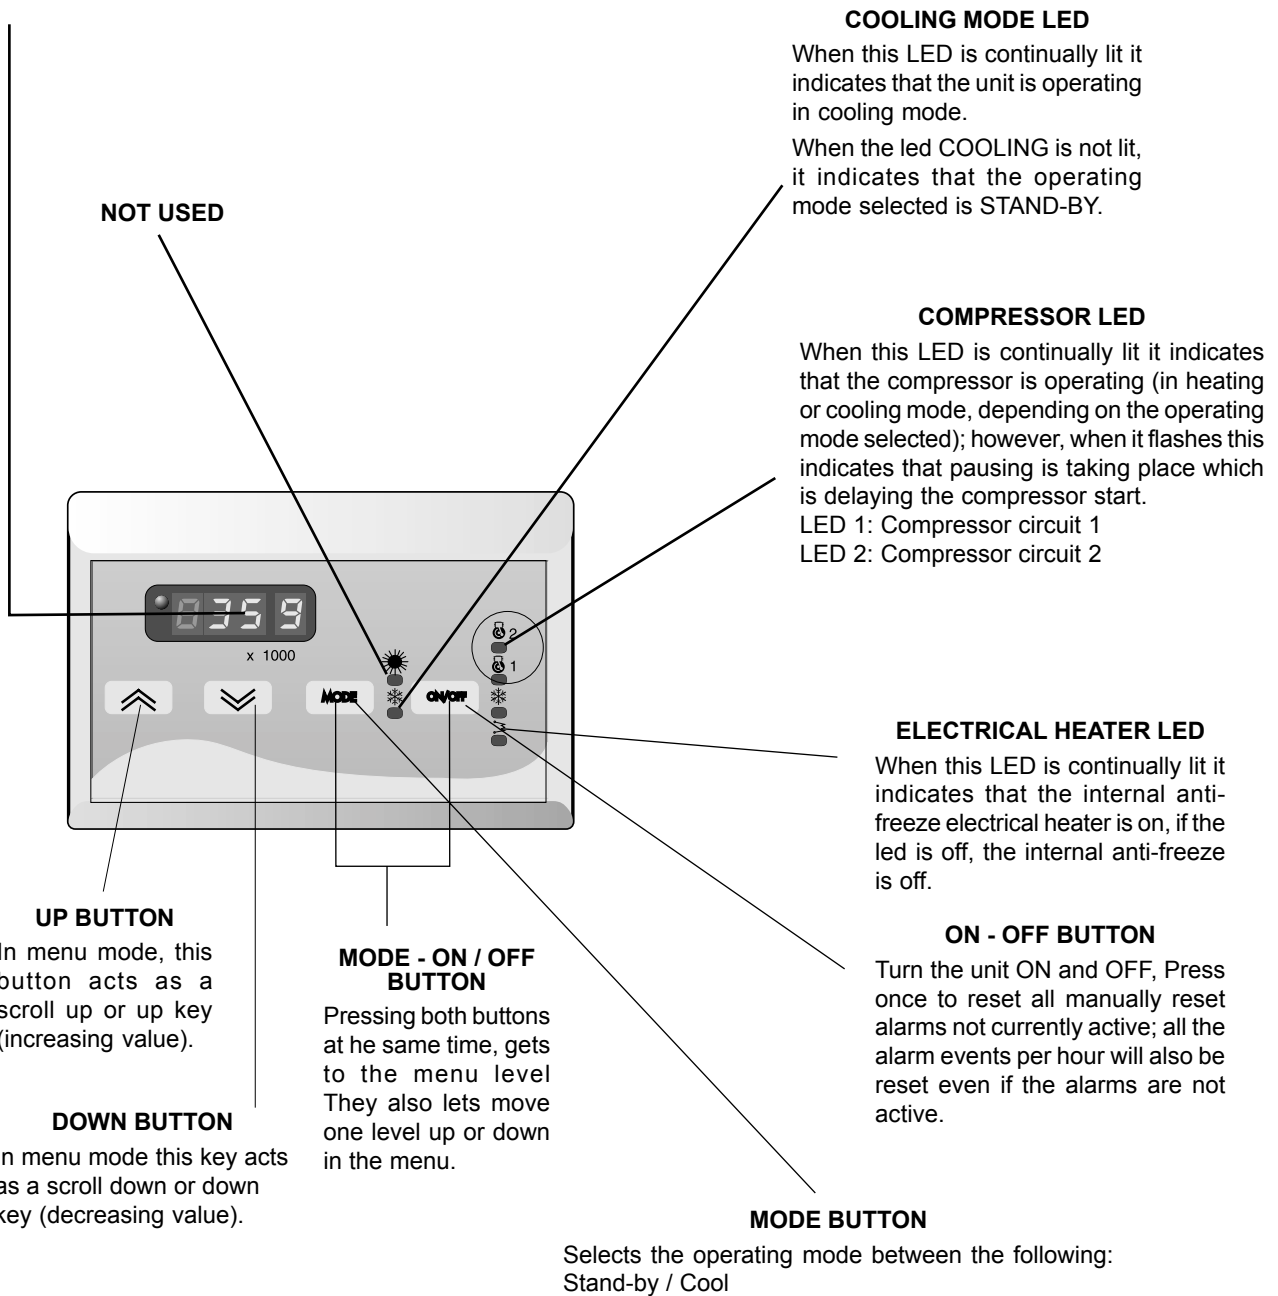 COOLING MODE LED
When this LED is continually lit it
indicates that the unit is operating
in cooling mode.
When the led COOLING is not lit,
it indicates that the operating
mode selected is STAND-BY.
NOT USED
COMPRESSOR LED
When this LED is continually lit it indicates
that the compressor is operating (in heating
or cooling mode, depending on the operating
mode selected); however, when it flashes this
indicates that pausing is taking place which
is delaying the compressor start.
LED 1: Compressor circuit 1
LED 2: Compressor circuit 2
035 9
x 1000
2
1
MODE
ON/OFF
ELECTRICAL HEATER LED
When this LED is continually lit it
indicates that the internal anti-
freeze electrical heater is on, if the
led is off, the internal anti-freeze
is off.
UP BUTTON
In menu mode, this
button acts as a
scroll up or up key
(increasing value).
MODE - ON / OFF
BUTTON
Pressing both buttons
at he same time, gets
to the menu level
They also lets move
one level up or down
in the menu.
ON - OFF BUTTON
Turn the unit ON and OFF, Press
once to reset all manually reset
alarms not currently active; all the
alarm events per hour will also be
reset even if the alarms are not
active.
DOWN BUTTON
In menu mode this key acts
as a scroll down or down
key (decreasing value).
MODE BUTTON
Selects the operating mode between the following:
Stand-by / Cool